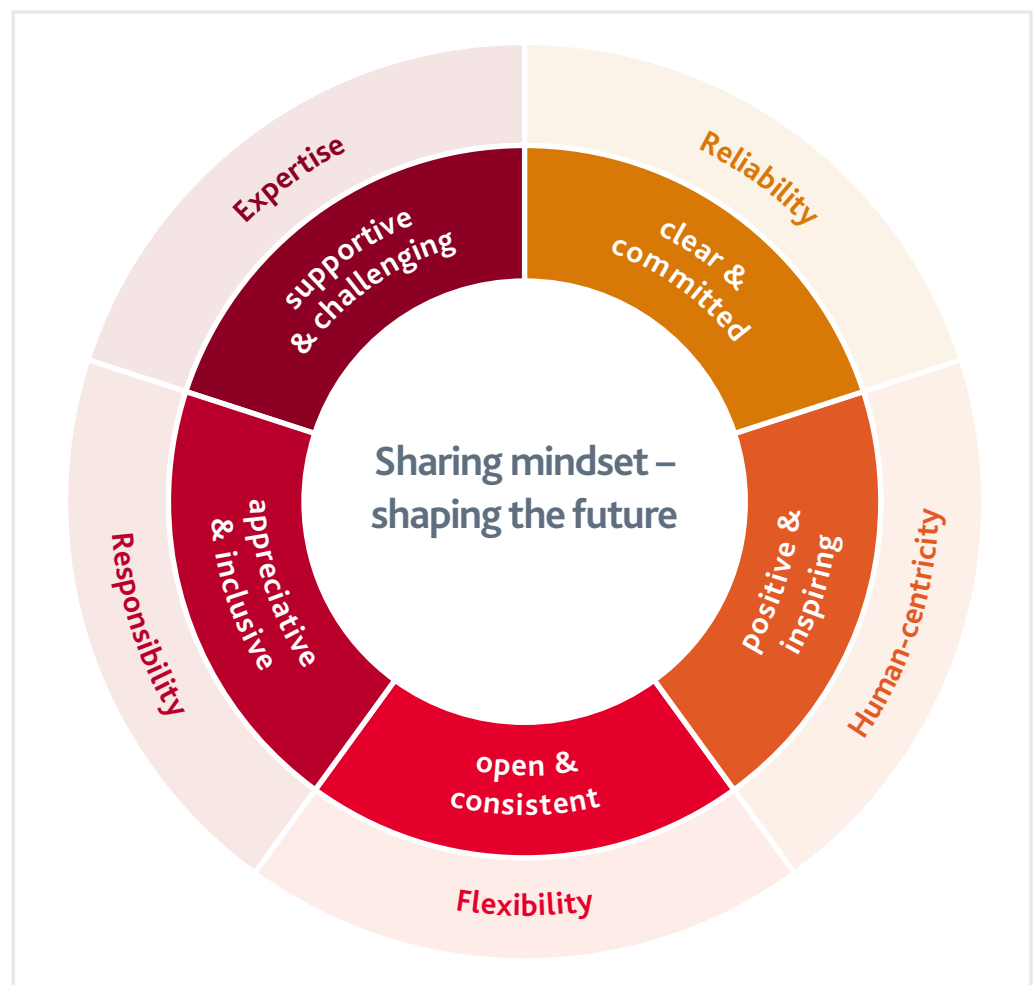 Expertise
Reliability
supportive
& challenging
clear &
committed
Sharing mindset –
shaping the future
appreciative
& inclusive
positive &
inspiring
Responsibility
Human-centricity
open &
consistent
Flexibility